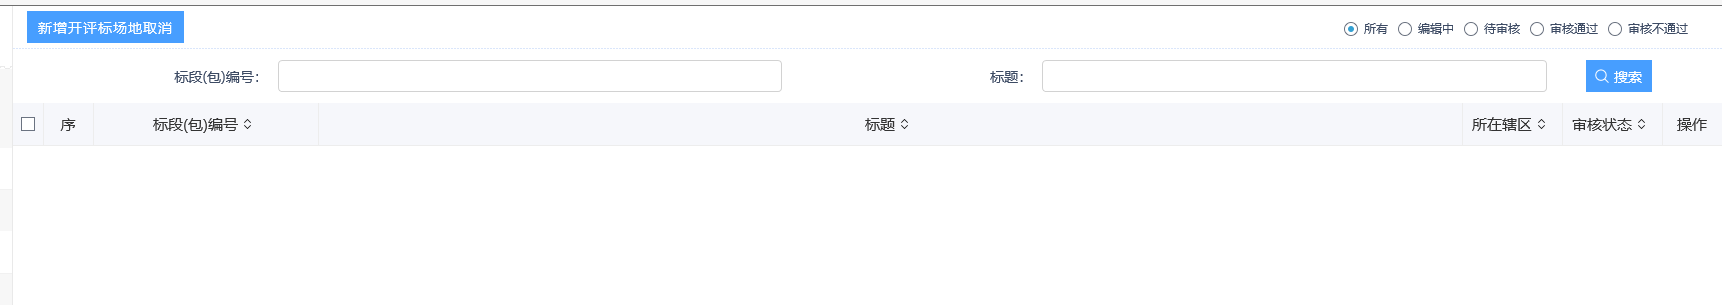 新增开评标场地取消
所有 编辑中 待审核 审核通过 审核不通过
标段(包)编号： 标题： 搜索
序 标段(包)编号 标题 所在辖区 审核状态 操作